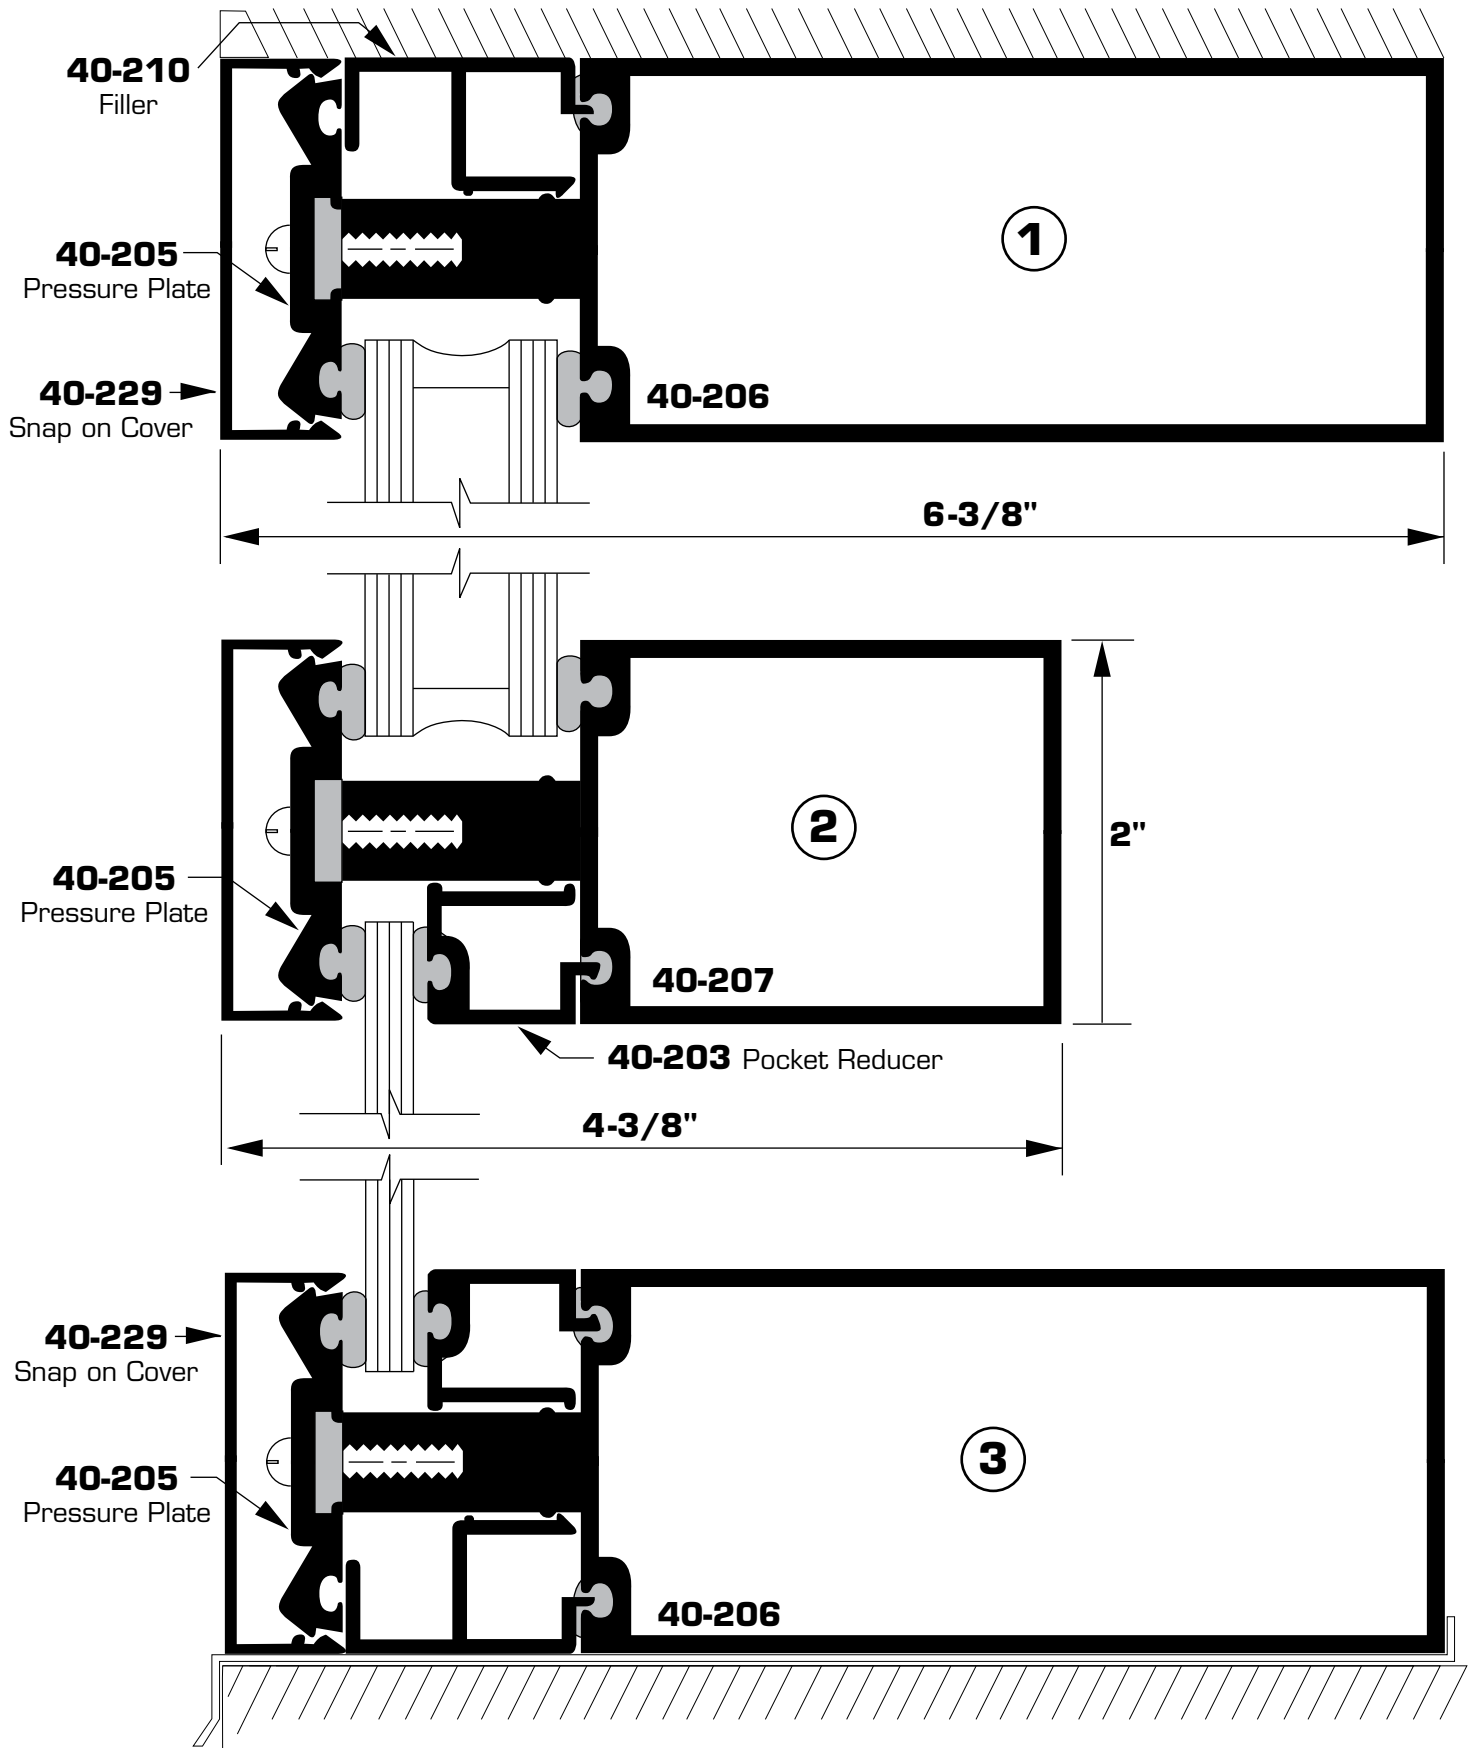 40-210
Filler
1
40-205
Pressure Plate
40-229
Snap on Cover
40-206
6-3/8"
2
2"
40-205
Pressure Plate
40-207
40-203 Pocket Reducer
4-3/8"
40-229
Snap on Cover
3
40-205
Pressure Plate
40-206